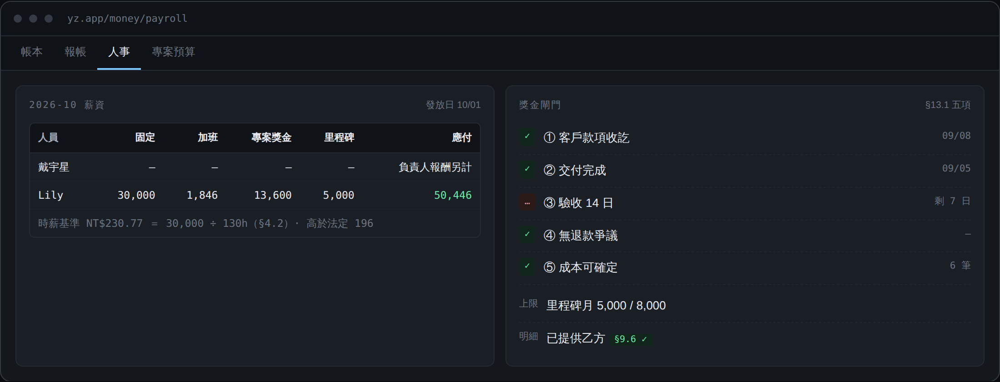 yz.app/money/payroll
帳本 報帳 人事 專案預算
2026-10 薪資 發放日 10/01
人員 固定 加班 專案獎金 里程碑 應付
戴宇星 — — — — 負責人報酬另計
Lily 30,000 1,846 13,600 5,000 50,446
時薪基準 NT$230.77 = 30,000 ÷ 130h（§4.2）· 高於法定 196
獎金閘門 §13.1 五項
✓ ① 客戶款項收訖 09/08
✓ ② 交付完成 09/05
… ③ 驗收 14 日 剩 7 日
✓ ④ 無退款爭議 —
✓ ⑤ 成本可確定 6 筆
上限 里程碑月 5,000 / 8,000
明細 已提供乙方 §9.6 ✓